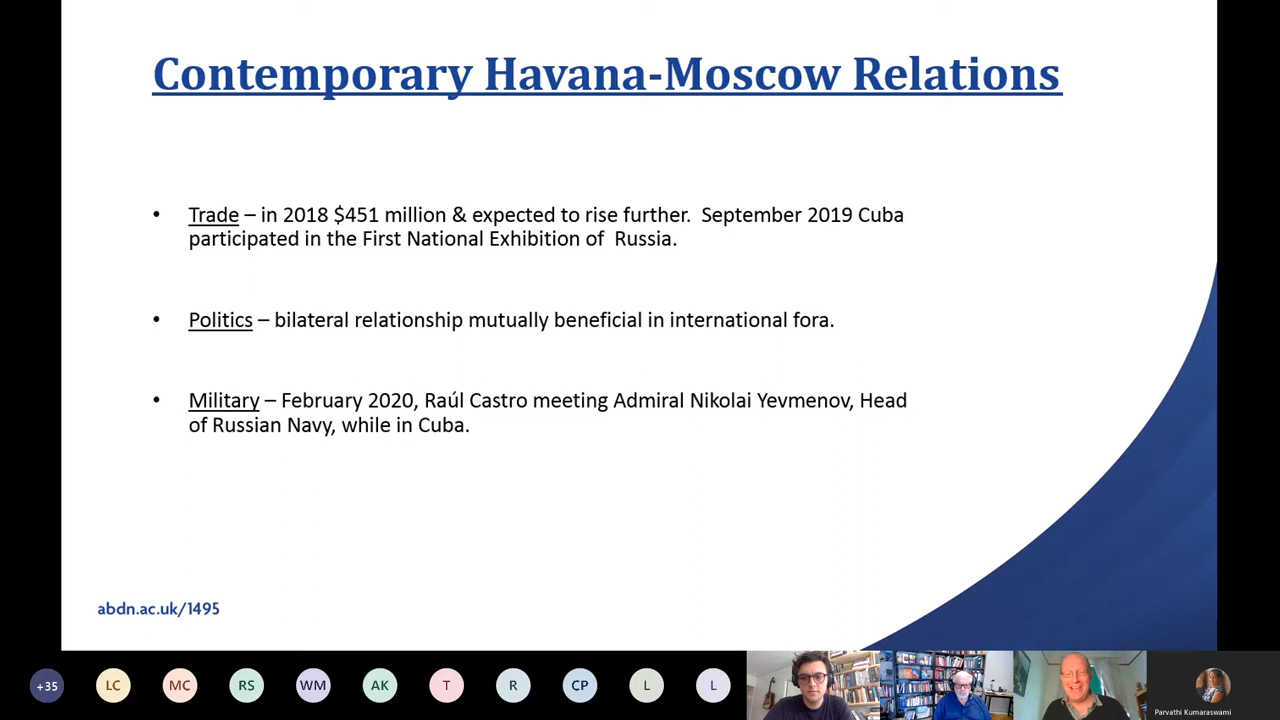 Contemporary Havana-Moscow Relations
• Trade – in 2018 $451 million & expected to rise further. September 2019 Cuba
participated in the First National Exhibition of Russia.
• Politics – bilateral relationship mutually beneficial in international fora.
• Military – February 2020, Raúl Castro meeting Admiral Nikolai Yevmenov, Head
of Russian Navy, while in Cuba.
abdn.ac.uk/1495
+35 LC MC RS WM AK T R CP L L
Parvathi Kumaraswami